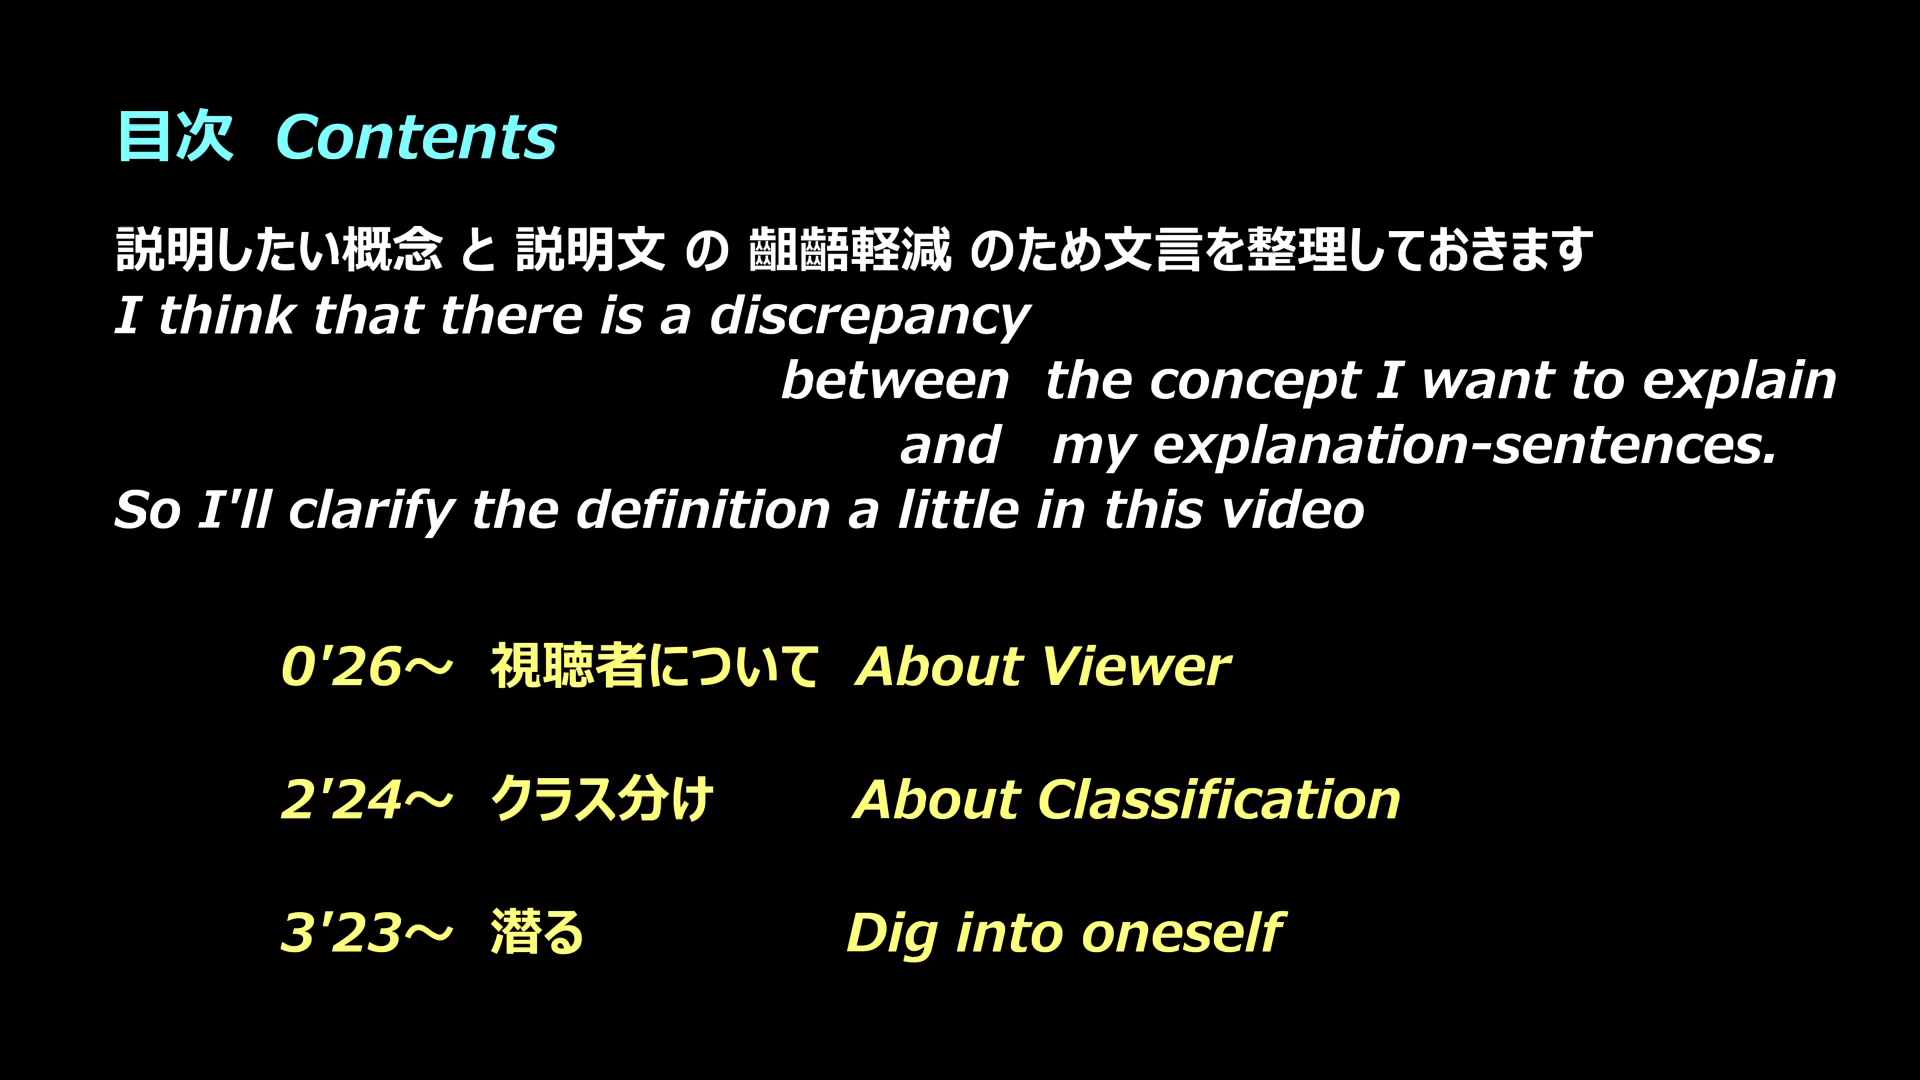 目次 Contents
説明したい概念 と 説明文 の 齟齬軽減 のため文言を整理しておきます
I think that there is a discrepancy
between the concept I want to explain
and my explanation-sentences.
So I'll clarify the definition a little in this video
0'26～ 視聴者について About Viewer
2'24～ クラス分け About Classification
3'23～ 潜る Dig into oneself